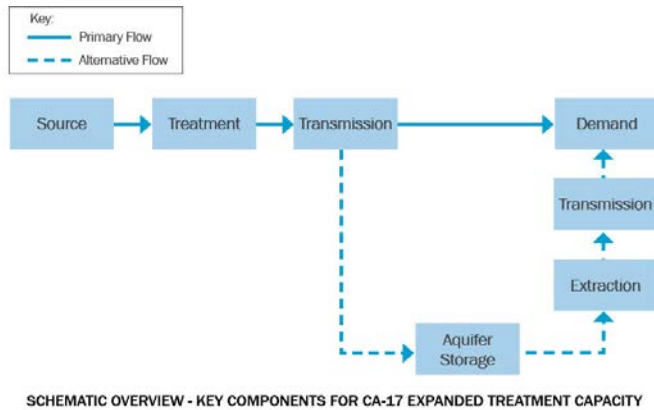 Key:
Primary Flow
Alternative Flow
Source
Treatment
Transmission
Demand
Transmission
Extraction
Aquifer
Storage
SCHEMATIC OVERVIEW - KEY COMPONENTS FOR CA-17 EXPANDED TREATMENT CAPACITY